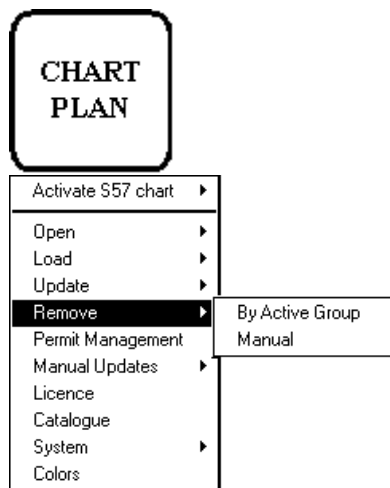 CHART
PLAN
Activate S57 chart
Open
Load
Update
Remove
By Active Group
Permit Management
Manual
Manual Updates
Licence
Catalogue
System
Colors